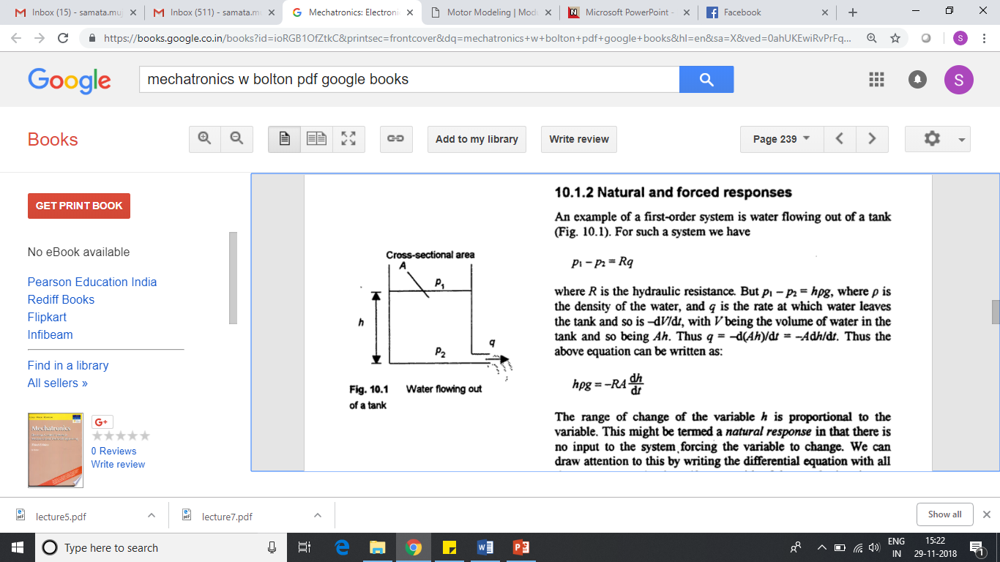 Inbox (15) - samata.mu
Inbox (511) - samata.m
Mechatronics: Electroni
Motor Modeling | Mod
Microsoft PowerPoint -
Facebook
https://books.google.co.in/books?id=ioRGB1OfZtkC&printsec=frontcover&dq=mechatronics+w+bolton+pdf+google+books&hl=en&sa=X&ved=0ahUKEwiRvPrFq...
S
Google
mechatronics w bolton pdf google books
S
Books
Add to my library
Write review
Page 239
GET PRINT BOOK
No eBook available
Pearson Education India
Rediff Books
Flipkart
Infibeam
Find in a library
All sellers »
Mechatronics
G+
0 Reviews
Write review
Cross-sectional area
A
p₁
h
q
p₂
Fig. 10.1 Water flowing out
of a tank
10.1.2 Natural and forced responses
An example of a first-order system is water flowing out of a tank
(Fig. 10.1). For such a system we have
p₁ – p₂ = Rq
where R is the hydraulic resistance. But p₁ – p₂ = hρg, where ρ is
the density of the water, and q is the rate at which water leaves
the tank and so is –dV/dt, with V being the volume of water in the
tank and so being Ah. Thus q = –d(Ah)/dt = –Adh/dt. Thus the
above equation can be written as:
hρg = –RA dh/dt
The range of change of the variable h is proportional to the
variable. This might be termed a natural response in that there is
no input to the system forcing the variable to change. We can
draw attention to this by writing the differential equation with all
lecture5.pdf
lecture7.pdf
Show all
Type here to search
ENG
IN
15:22
29-11-2018
1